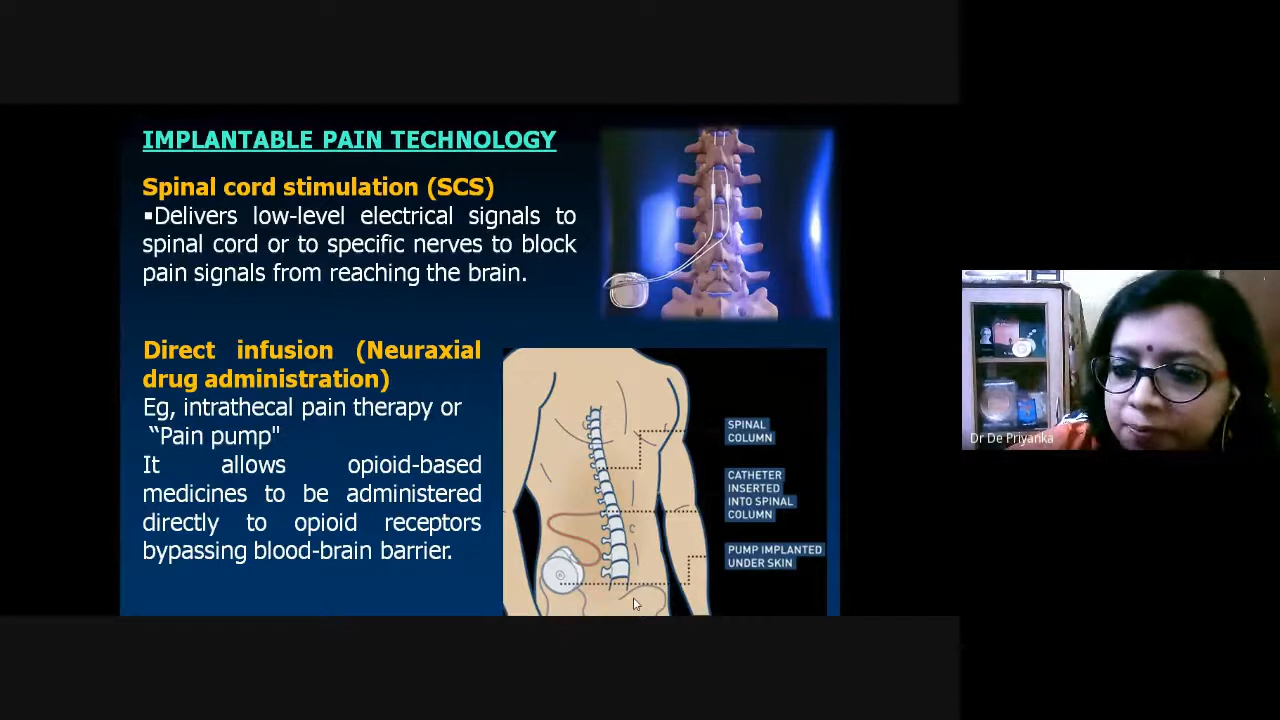 IMPLANTABLE PAIN TECHNOLOGY
Spinal cord stimulation (SCS)
▪Delivers low-level electrical signals to
spinal cord or to specific nerves to block
pain signals from reaching the brain.
Direct infusion (Neuraxial
drug administration)
Eg, intrathecal pain therapy or
“Pain pump"
It allows opioid-based
medicines to be administered
directly to opioid receptors
bypassing blood-brain barrier.
SPINAL
COLUMN
CATHETER
INSERTED
INTO SPINAL
COLUMN
PUMP IMPLANTED
UNDER SKIN
Dr De Priyanka